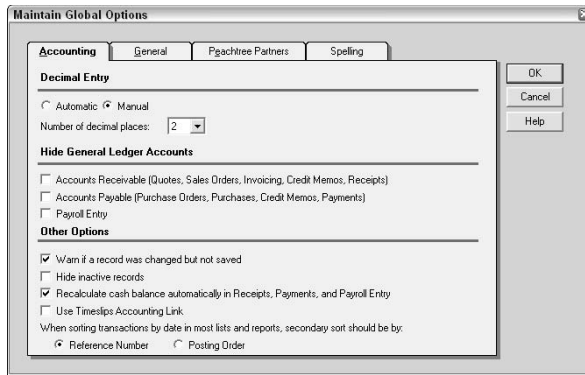 Maintain Global Options
Accounting General Peachtree Partners Spelling
OK
Cancel
Help
Decimal Entry
Automatic Manual
Number of decimal places: 2
Hide General Ledger Accounts
Accounts Receivable (Quotes, Sales Orders, Invoicing, Credit Memos, Receipts)
Accounts Payable (Purchase Orders, Purchases, Credit Memos, Payments)
Payroll Entry
Other Options
Warn if a record was changed but not saved
Hide inactive records
Recalculate cash balance automatically in Receipts, Payments, and Payroll Entry
Use Timeslips Accounting Link
When sorting transactions by date in most lists and reports, secondary sort should be by:
Reference Number Posting Order